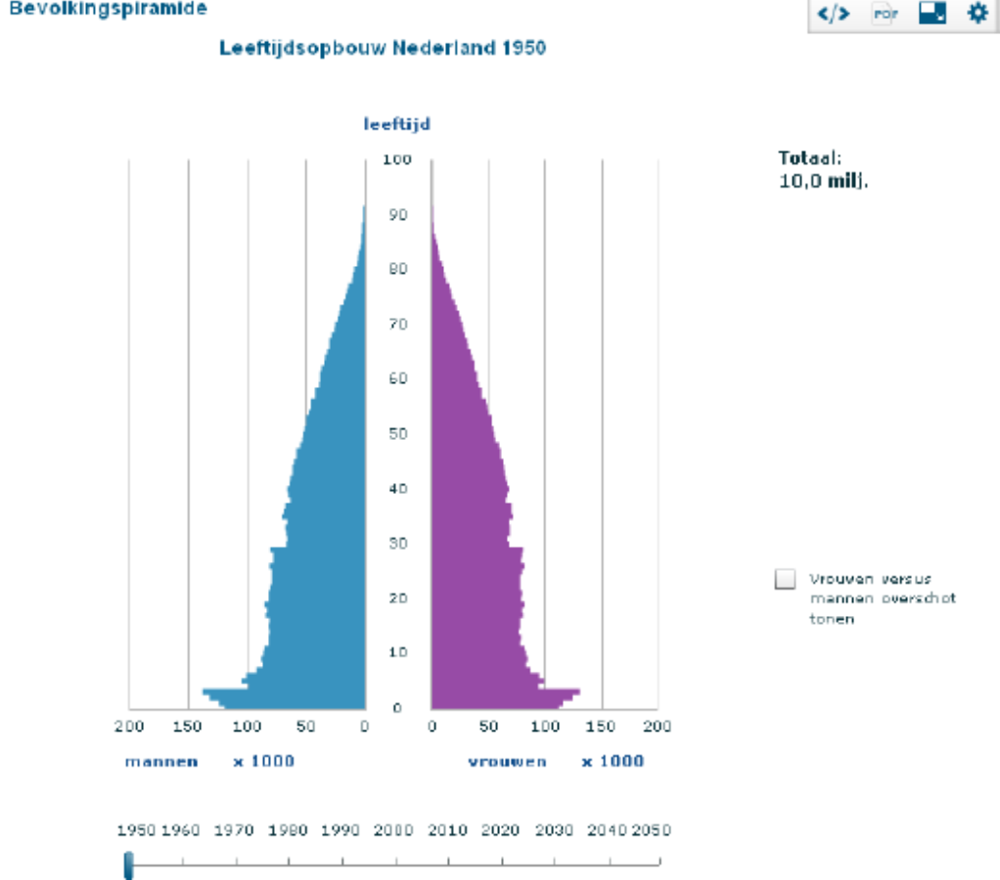 Bevolkingspiramide
</> PDF
Leeftijdsopbouw Nederland 1950
leeftijd
Totaal:
10,0 milj.
100
90
80
70
60
50
40
30
20
10
0
Vrouwen versus
mannen overschot
tonen
200 150 100 50 0 0 50 100 150 200
mannen x 1000 vrouwen x 1000
1950 1960 1970 1980 1990 2000 2010 2020 2030 2040 2050